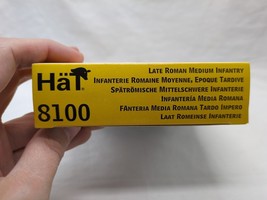 HäT
8100
LATE ROMAN MEDIUM INFANTRY
INFANTERIE ROMAINE MOYENNE, EPOQUE TARDIVE
SPÄTRÖMISCHE MITTELSCHWERE INFANTERIE
INFANTERÍA MEDIA ROMANA
FANTERIA MEDIA ROMANA TARDO IMPERO
LAAT ROMEINSE INFANTERIE